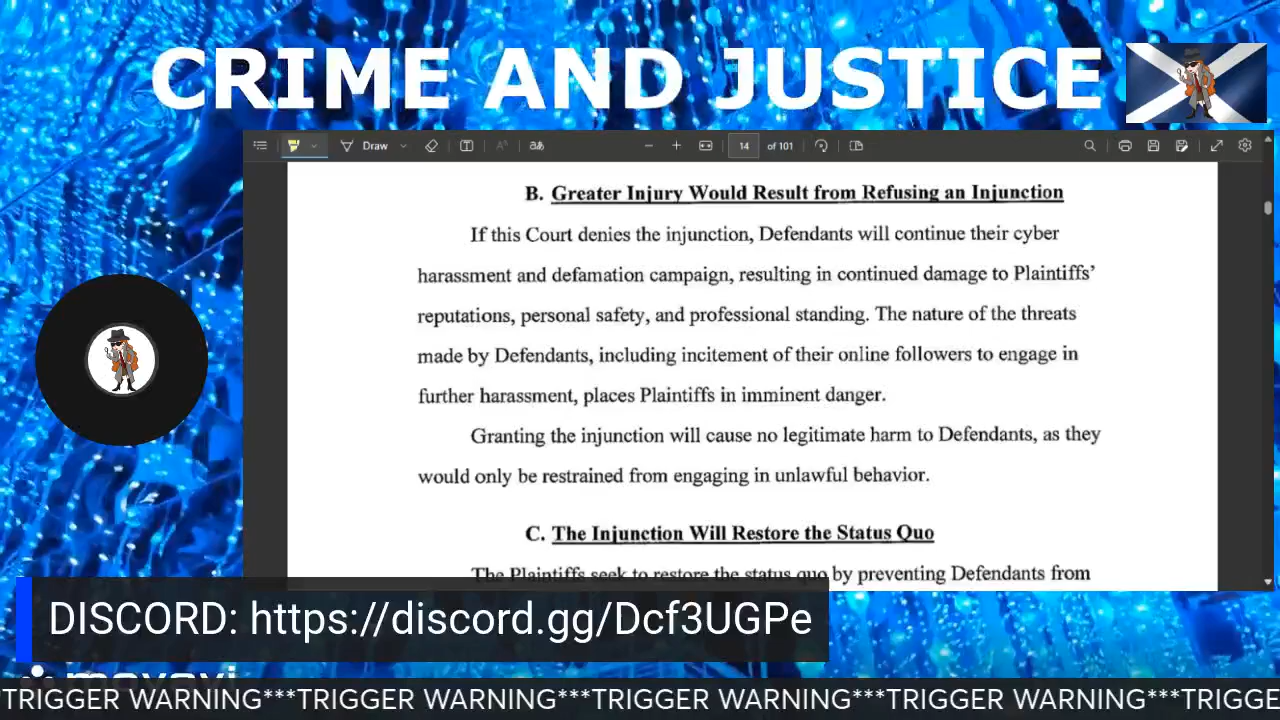 CRIME AND JUSTICE
Draw
14 of 101
B. Greater Injury Would Result from Refusing an Injunction
If this Court denies the injunction, Defendants will continue their cyber
harassment and defamation campaign, resulting in continued damage to Plaintiffs'
reputations, personal safety, and professional standing. The nature of the threats
made by Defendants, including incitement of their online followers to engage in
further harassment, places Plaintiffs in imminent danger.
Granting the injunction will cause no legitimate harm to Defendants, as they
would only be restrained from engaging in unlawful behavior.
C. The Injunction Will Restore the Status Quo
The Plaintiffs seek to restore the status quo by preventing Defendants from
DISCORD: https://discord.gg/Dcf3UGPe
TRIGGER WARNING***TRIGGER WARNING***TRIGGER WARNING***TRIGGER WARNING***TRIGGE